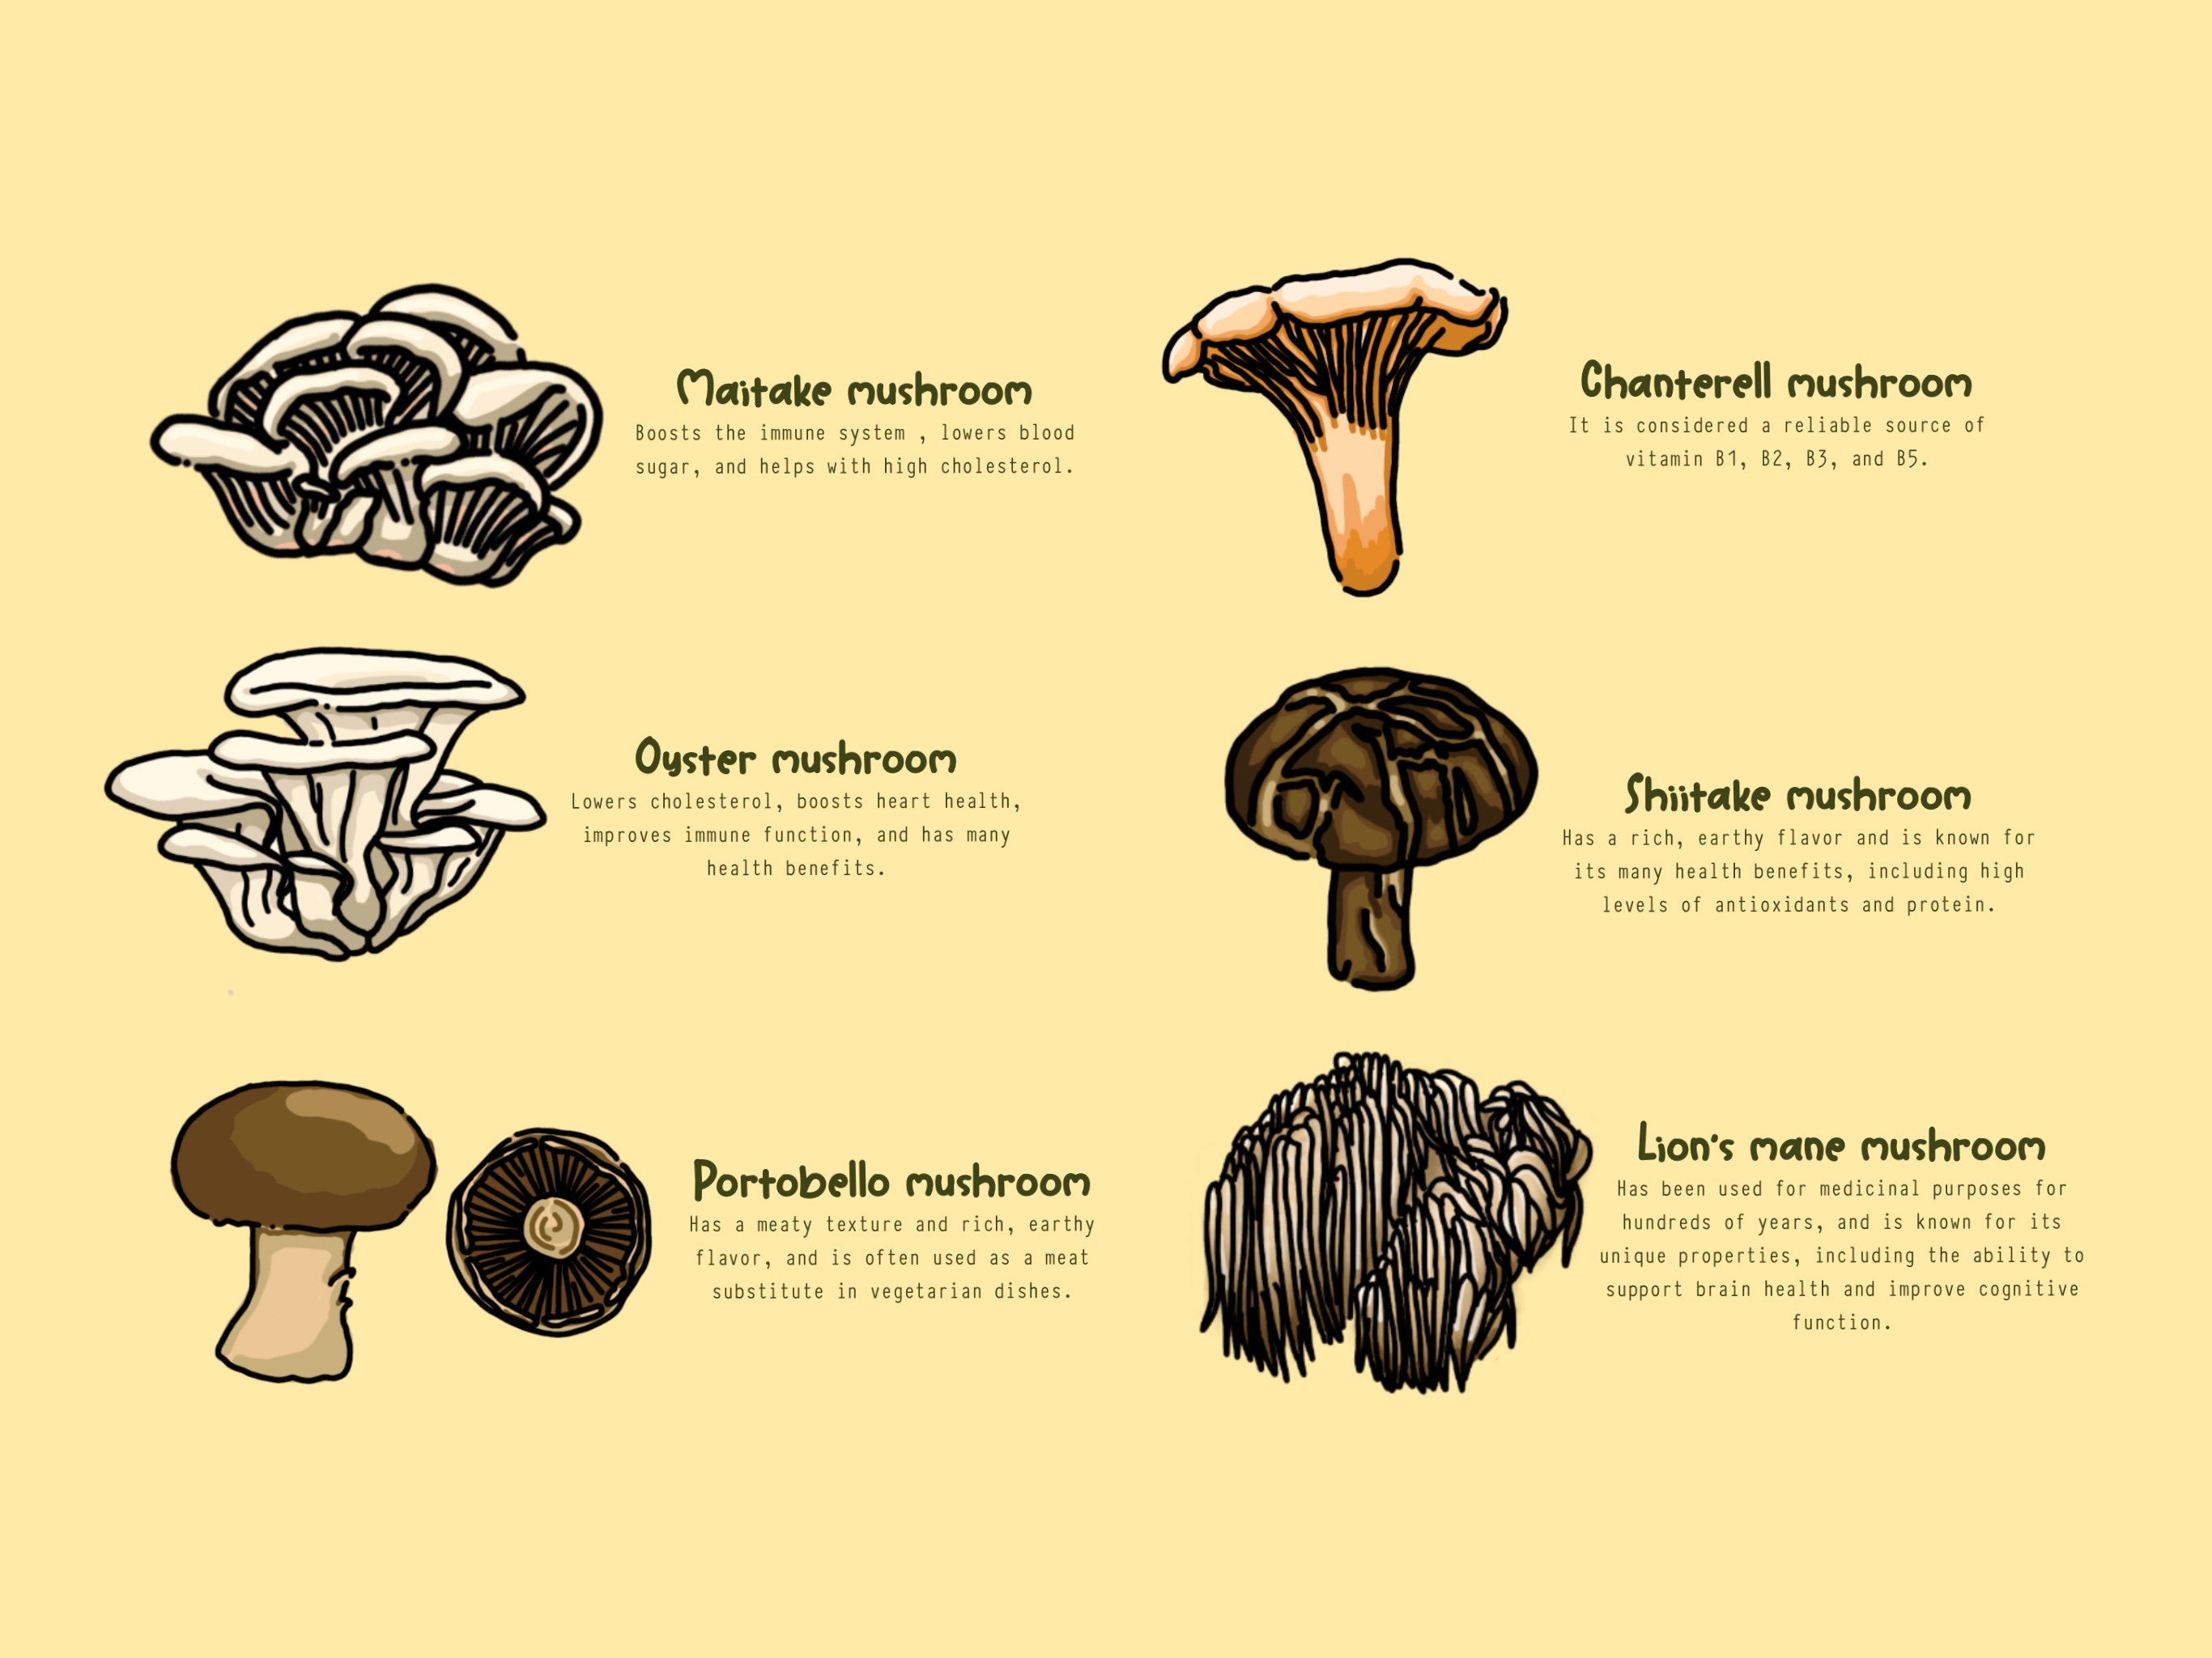 Maitake mushroom
Boosts the immune system , lowers blood
sugar, and helps with high cholesterol.
Chanterell mushroom
It is considered a reliable source of
vitamin B1, B2, B3, and B5.
Oyster mushroom
Lowers cholesterol, boosts heart health,
improves immune function, and has many
health benefits.
Shiitake mushroom
Has a rich, earthy flavor and is known for
its many health benefits, including high
levels of antioxidants and protein.
Portobello mushroom
Has a meaty texture and rich, earthy
flavor, and is often used as a meat
substitute in vegetarian dishes.
Lion's mane mushroom
Has been used for medicinal purposes for
hundreds of years, and is known for its
unique properties, including the ability to
support brain health and improve cognitive
function.